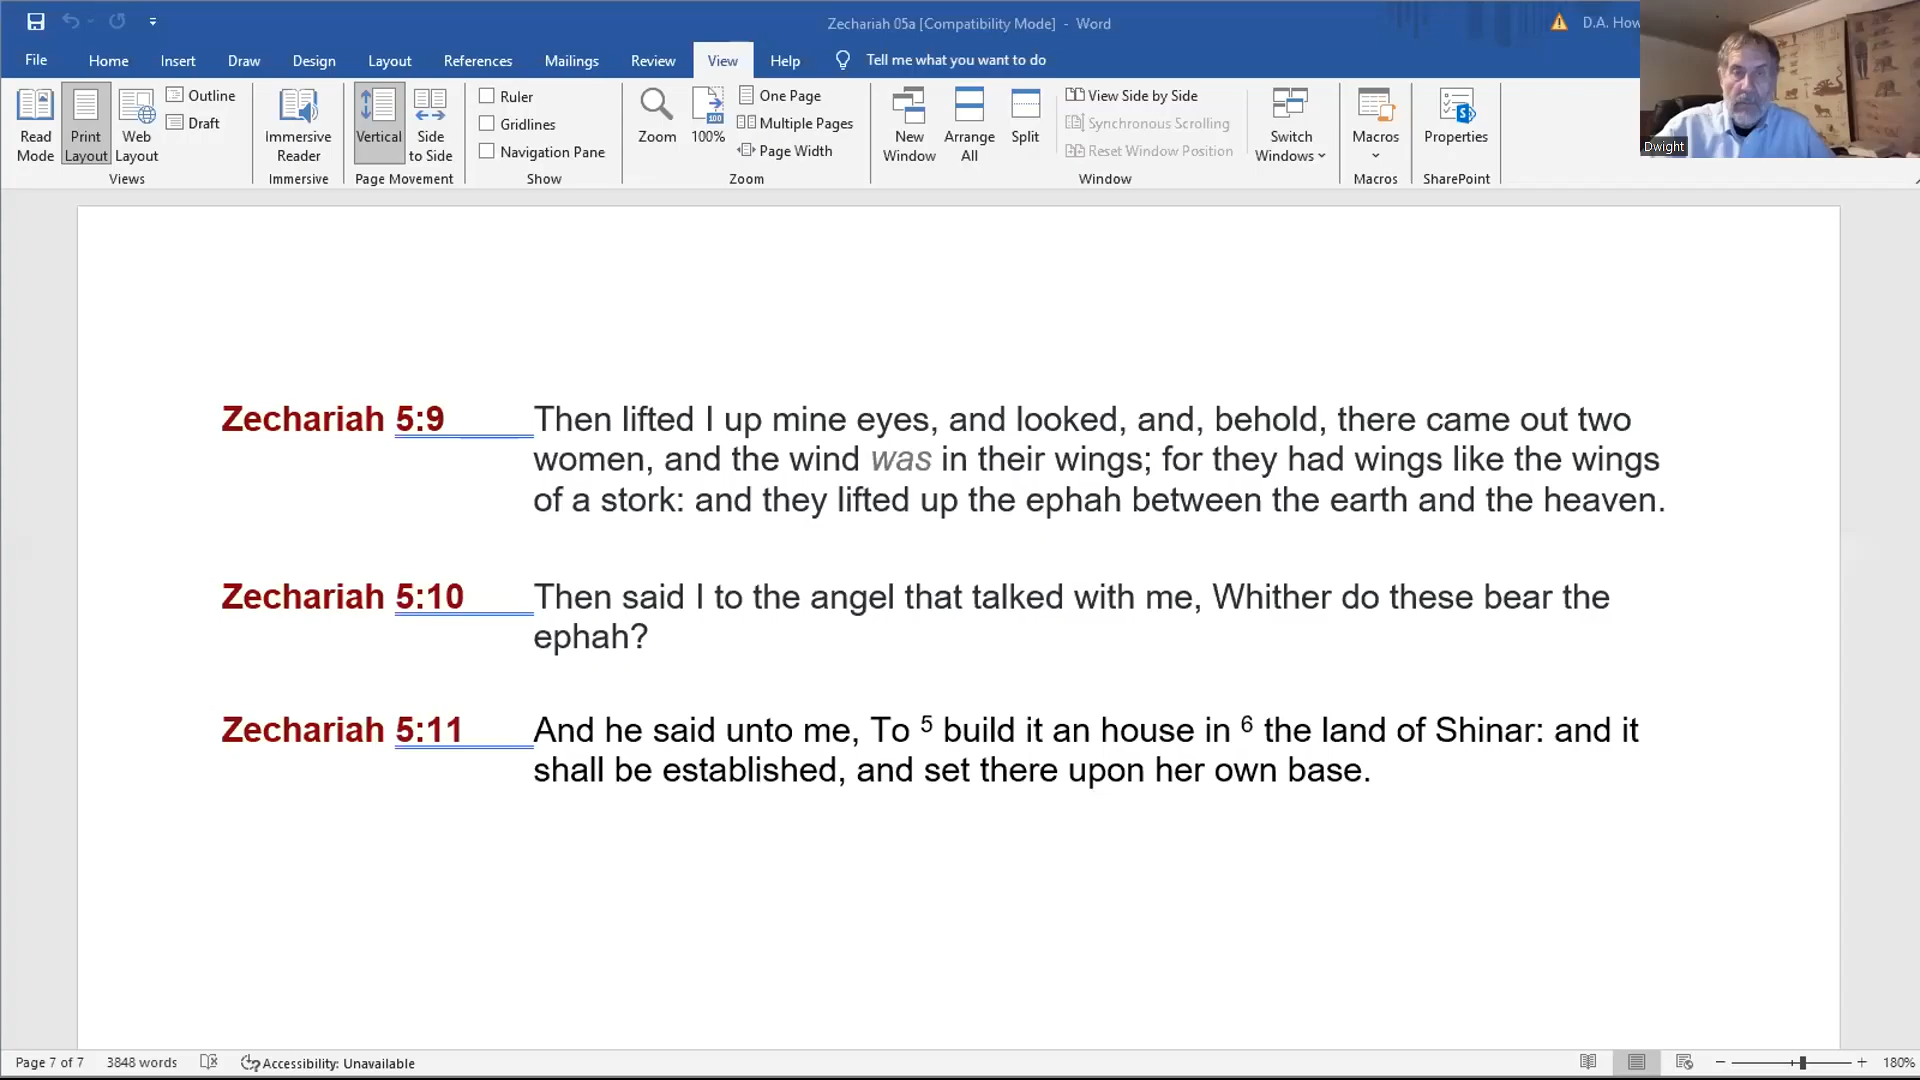 Zechariah 05a [Compatibility Mode] - Word
D.A. How
File Home Insert Draw Design Layout References Mailings Review View Help Tell me what you want to do
Read Mode
Print Layout
Web Layout
Outline
Draft
Views
Immersive Reader
Immersive
Vertical
Side to Side
Page Movement
Ruler
Gridlines
Navigation Pane
Show
Zoom
100
100%
One Page
Multiple Pages
Page Width
Zoom
New Window
Arrange All
Split
View Side by Side
Synchronous Scrolling
Reset Window Position
Window
Switch Windows
Macros
Macros
Properties
SharePoint
Dwight
Zechariah 5:9 Then lifted I up mine eyes, and looked, and, behold, there came out two
women, and the wind was in their wings; for they had wings like the wings
of a stork: and they lifted up the ephah between the earth and the heaven.
Zechariah 5:10 Then said I to the angel that talked with me, Whither do these bear the
ephah?
Zechariah 5:11 And he said unto me, To 5 build it an house in 6 the land of Shinar: and it
shall be established, and set there upon her own base.
Page 7 of 7 3848 words Accessibility: Unavailable 180%